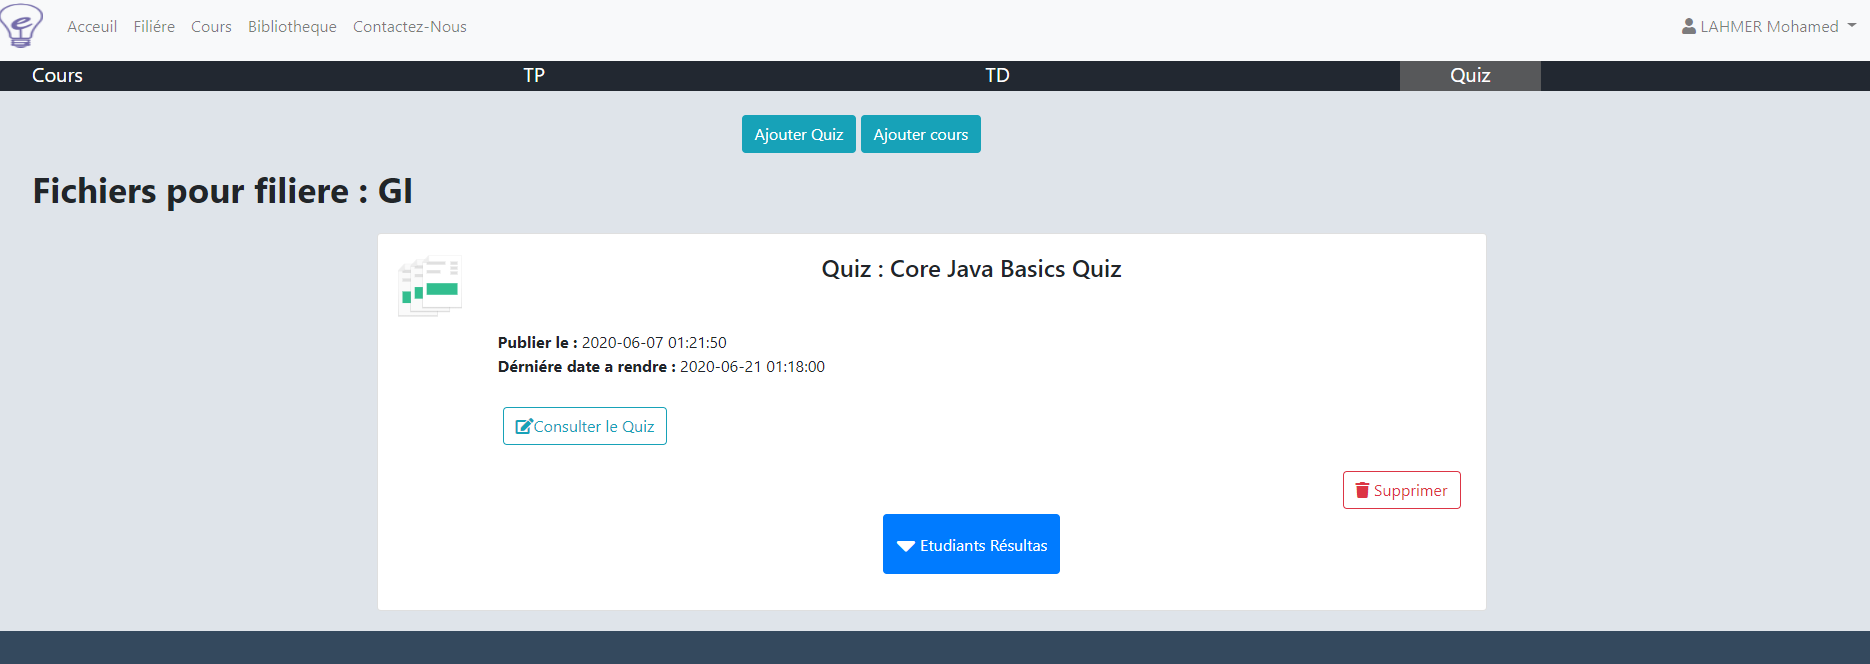 Acceuil Filiére Cours Bibliotheque Contactez-Nous LAHMER Mohamed
Cours TP TD Quiz
Ajouter Quiz Ajouter cours
Fichiers pour filiere : GI
Quiz : Core Java Basics Quiz
Publier le : 2020-06-07 01:21:50
Dérniére date a rendre : 2020-06-21 01:18:00
Consulter le Quiz
Supprimer
Etudiants Résultas